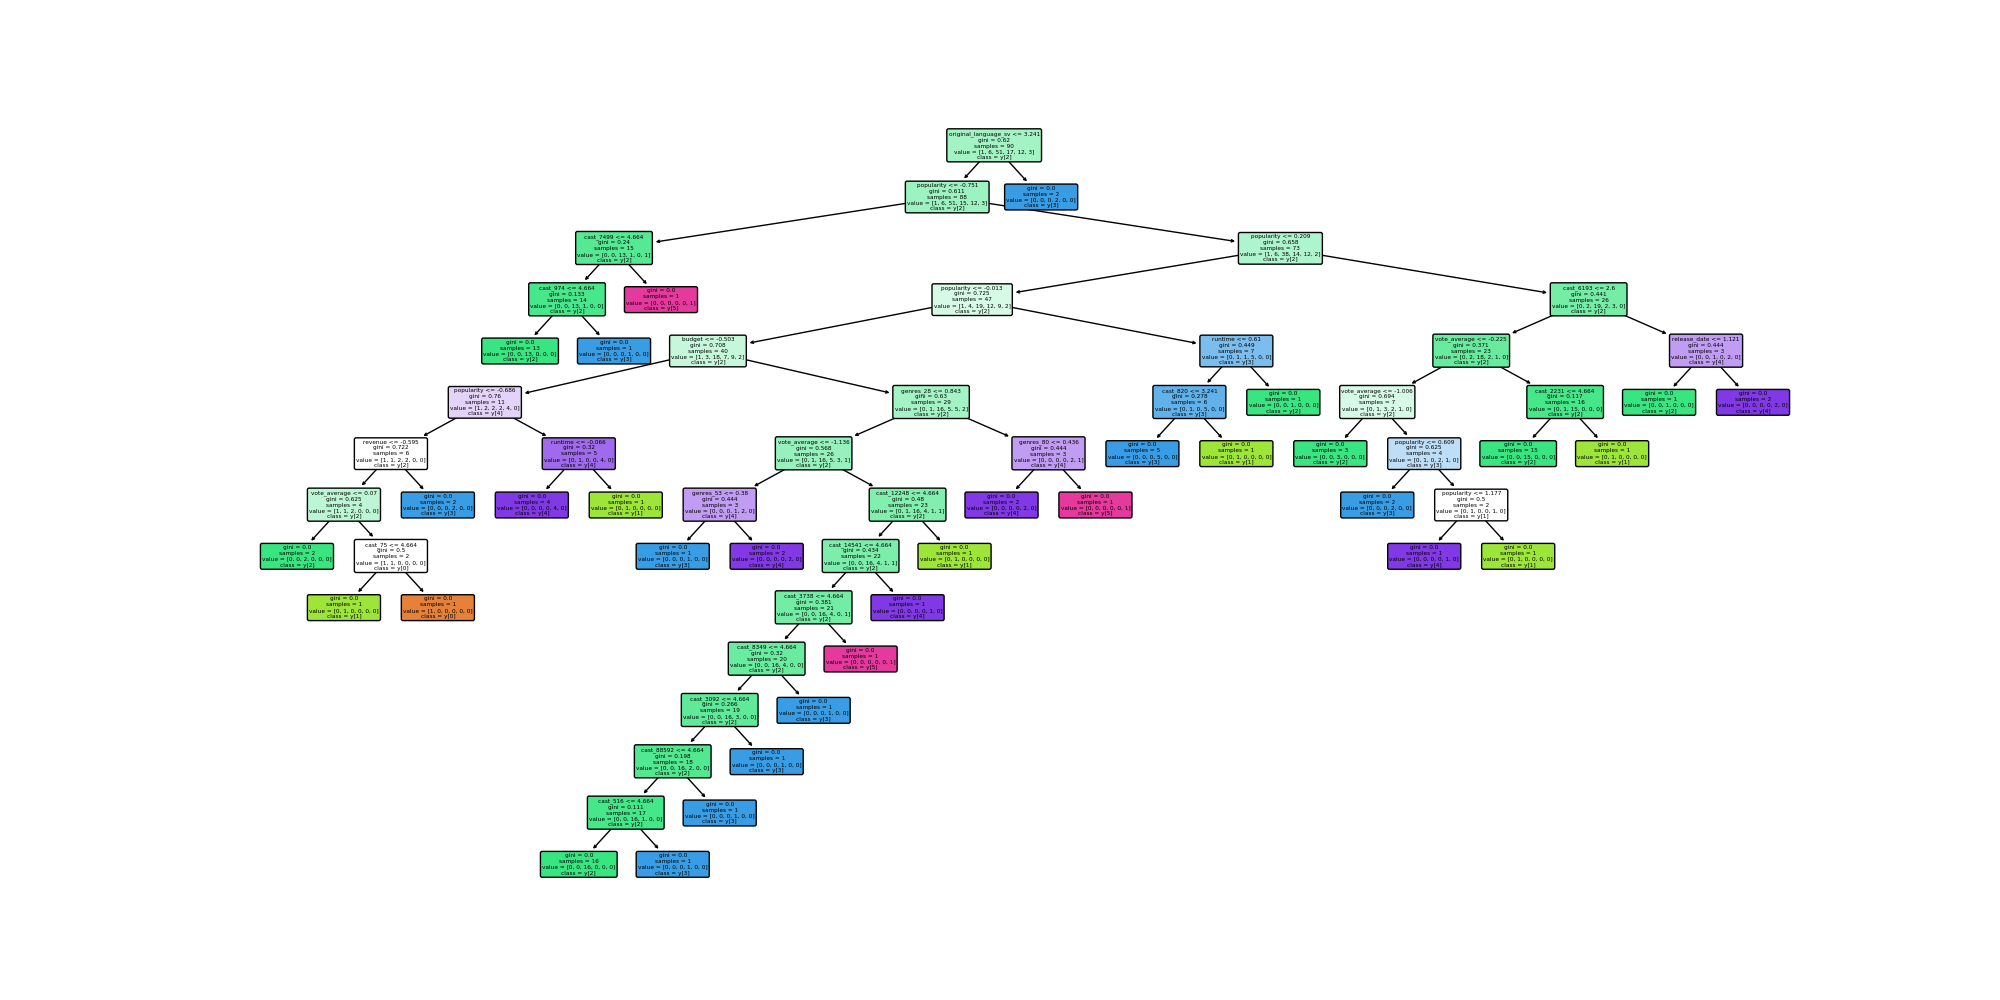 original_language_sv <= 3.241
gini = 0.62
samples = 90
value = [1, 6, 51, 17, 12, 3]
class = y[2]
popularity <= -0.751
gini = 0.611
samples = 88
value = [1, 6, 51, 15, 12, 3]
class = y[2]
gini = 0.0
samples = 2
value = [0, 0, 0, 2, 0, 0]
class = y[3]
cast_7499 <= 4.664
gini = 0.24
samples = 15
value = [0, 0, 13, 1, 0, 1]
class = y[2]
popularity <= 0.209
gini = 0.658
samples = 73
value = [1, 6, 38, 14, 12, 2]
class = y[2]
cast_974 <= 4.664
gini = 0.133
samples = 14
value = [0, 0, 13, 1, 0, 0]
class = y[2]
gini = 0.0
samples = 1
value = [0, 0, 0, 0, 0, 1]
class = y[5]
popularity <= -0.013
gini = 0.725
samples = 47
value = [1, 4, 19, 12, 9, 2]
class = y[2]
cast_6193 <= 2.6
gini = 0.441
samples = 26
value = [0, 2, 19, 2, 3, 0]
class = y[2]
gini = 0.0
samples = 13
value = [0, 0, 13, 0, 0, 0]
class = y[2]
gini = 0.0
samples = 1
value = [0, 0, 0, 1, 0, 0]
class = y[3]
budget <= -0.503
gini = 0.708
samples = 40
value = [1, 3, 18, 7, 9, 2]
class = y[2]
runtime <= 0.61
gini = 0.449
samples = 7
value = [0, 1, 1, 5, 0, 0]
class = y[3]
vote_average <= -0.225
gini = 0.371
samples = 23
value = [0, 2, 18, 2, 1, 0]
class = y[2]
release_date <= 1.121
gini = 0.444
samples = 3
value = [0, 0, 1, 0, 2, 0]
class = y[4]
popularity <= -0.686
gini = 0.76
samples = 11
value = [1, 2, 2, 2, 4, 0]
class = y[4]
genres_28 <= 0.843
gini = 0.63
samples = 29
value = [0, 1, 16, 5, 5, 2]
class = y[2]
cast_820 <= 3.241
gini = 0.278
samples = 6
value = [0, 1, 0, 5, 0, 0]
class = y[3]
gini = 0.0
samples = 1
value = [0, 0, 1, 0, 0, 0]
class = y[2]
vote_average <= -1.006
gini = 0.694
samples = 7
value = [0, 1, 3, 2, 1, 0]
class = y[2]
cast_2231 <= 4.664
gini = 0.117
samples = 16
value = [0, 1, 15, 0, 0, 0]
class = y[2]
gini = 0.0
samples = 1
value = [0, 0, 1, 0, 0, 0]
class = y[2]
gini = 0.0
samples = 2
value = [0, 0, 0, 0, 2, 0]
class = y[4]
revenue <= -0.595
gini = 0.722
samples = 6
value = [1, 1, 2, 2, 0, 0]
class = y[2]
runtime <= -0.066
gini = 0.32
samples = 5
value = [0, 1, 0, 0, 4, 0]
class = y[4]
vote_average <= -1.136
gini = 0.568
samples = 26
value = [0, 1, 16, 5, 3, 1]
class = y[2]
genres_80 <= 0.436
gini = 0.444
samples = 3
value = [0, 0, 0, 0, 2, 1]
class = y[4]
gini = 0.0
samples = 5
value = [0, 0, 0, 5, 0, 0]
class = y[3]
gini = 0.0
samples = 1
value = [0, 1, 0, 0, 0, 0]
class = y[1]
gini = 0.0
samples = 3
value = [0, 0, 3, 0, 0, 0]
class = y[2]
popularity <= 0.609
gini = 0.625
samples = 4
value = [0, 1, 0, 2, 1, 0]
class = y[3]
gini = 0.0
samples = 15
value = [0, 0, 15, 0, 0, 0]
class = y[2]
gini = 0.0
samples = 1
value = [0, 1, 0, 0, 0, 0]
class = y[1]
vote_average <= 0.07
gini = 0.625
samples = 4
value = [1, 1, 2, 0, 0, 0]
class = y[2]
gini = 0.0
samples = 2
value = [0, 0, 0, 2, 0, 0]
class = y[3]
gini = 0.0
samples = 4
value = [0, 0, 0, 0, 4, 0]
class = y[4]
gini = 0.0
samples = 1
value = [0, 1, 0, 0, 0, 0]
class = y[1]
genres_53 <= 0.38
gini = 0.444
samples = 3
value = [0, 0, 0, 1, 2, 0]
class = y[4]
cast_12248 <= 4.664
gini = 0.48
samples = 23
value = [0, 1, 16, 4, 1, 1]
class = y[2]
gini = 0.0
samples = 2
value = [0, 0, 0, 0, 2, 0]
class = y[4]
gini = 0.0
samples = 1
value = [0, 0, 0, 0, 0, 1]
class = y[5]
gini = 0.0
samples = 2
value = [0, 0, 0, 2, 0, 0]
class = y[3]
popularity <= 1.177
gini = 0.5
samples = 2
value = [0, 1, 0, 0, 1, 0]
class = y[1]
gini = 0.0
samples = 2
value = [0, 0, 2, 0, 0, 0]
class = y[2]
cast_75 <= 4.664
gini = 0.5
samples = 2
value = [1, 1, 0, 0, 0, 0]
class = y[0]
gini = 0.0
samples = 1
value = [0, 0, 0, 1, 0, 0]
class = y[3]
gini = 0.0
samples = 2
value = [0, 0, 0, 0, 2, 0]
class = y[4]
cast_14541 <= 4.664
gini = 0.434
samples = 22
value = [0, 0, 16, 4, 1, 1]
class = y[2]
gini = 0.0
samples = 1
value = [0, 1, 0, 0, 0, 0]
class = y[1]
gini = 0.0
samples = 1
value = [0, 0, 0, 0, 1, 0]
class = y[4]
gini = 0.0
samples = 1
value = [0, 1, 0, 0, 0, 0]
class = y[1]
gini = 0.0
samples = 1
value = [0, 1, 0, 0, 0, 0]
class = y[1]
gini = 0.0
samples = 1
value = [1, 0, 0, 0, 0, 0]
class = y[0]
cast_3738 <= 4.664
gini = 0.381
samples = 21
value = [0, 0, 16, 4, 0, 1]
class = y[2]
gini = 0.0
samples = 1
value = [0, 0, 0, 0, 1, 0]
class = y[4]
cast_8349 <= 4.664
gini = 0.32
samples = 20
value = [0, 0, 16, 4, 0, 0]
class = y[2]
gini = 0.0
samples = 1
value = [0, 0, 0, 0, 0, 1]
class = y[5]
cast_3092 <= 4.664
gini = 0.266
samples = 19
value = [0, 0, 16, 3, 0, 0]
class = y[2]
gini = 0.0
samples = 1
value = [0, 0, 0, 1, 0, 0]
class = y[3]
cast_88592 <= 4.664
gini = 0.198
samples = 18
value = [0, 0, 16, 2, 0, 0]
class = y[2]
gini = 0.0
samples = 1
value = [0, 0, 0, 1, 0, 0]
class = y[3]
cast_516 <= 4.664
gini = 0.111
samples = 17
value = [0, 0, 16, 1, 0, 0]
class = y[2]
gini = 0.0
samples = 1
value = [0, 0, 0, 1, 0, 0]
class = y[3]
gini = 0.0
samples = 16
value = [0, 0, 16, 0, 0, 0]
class = y[2]
gini = 0.0
samples = 1
value = [0, 0, 0, 1, 0, 0]
class = y[3]